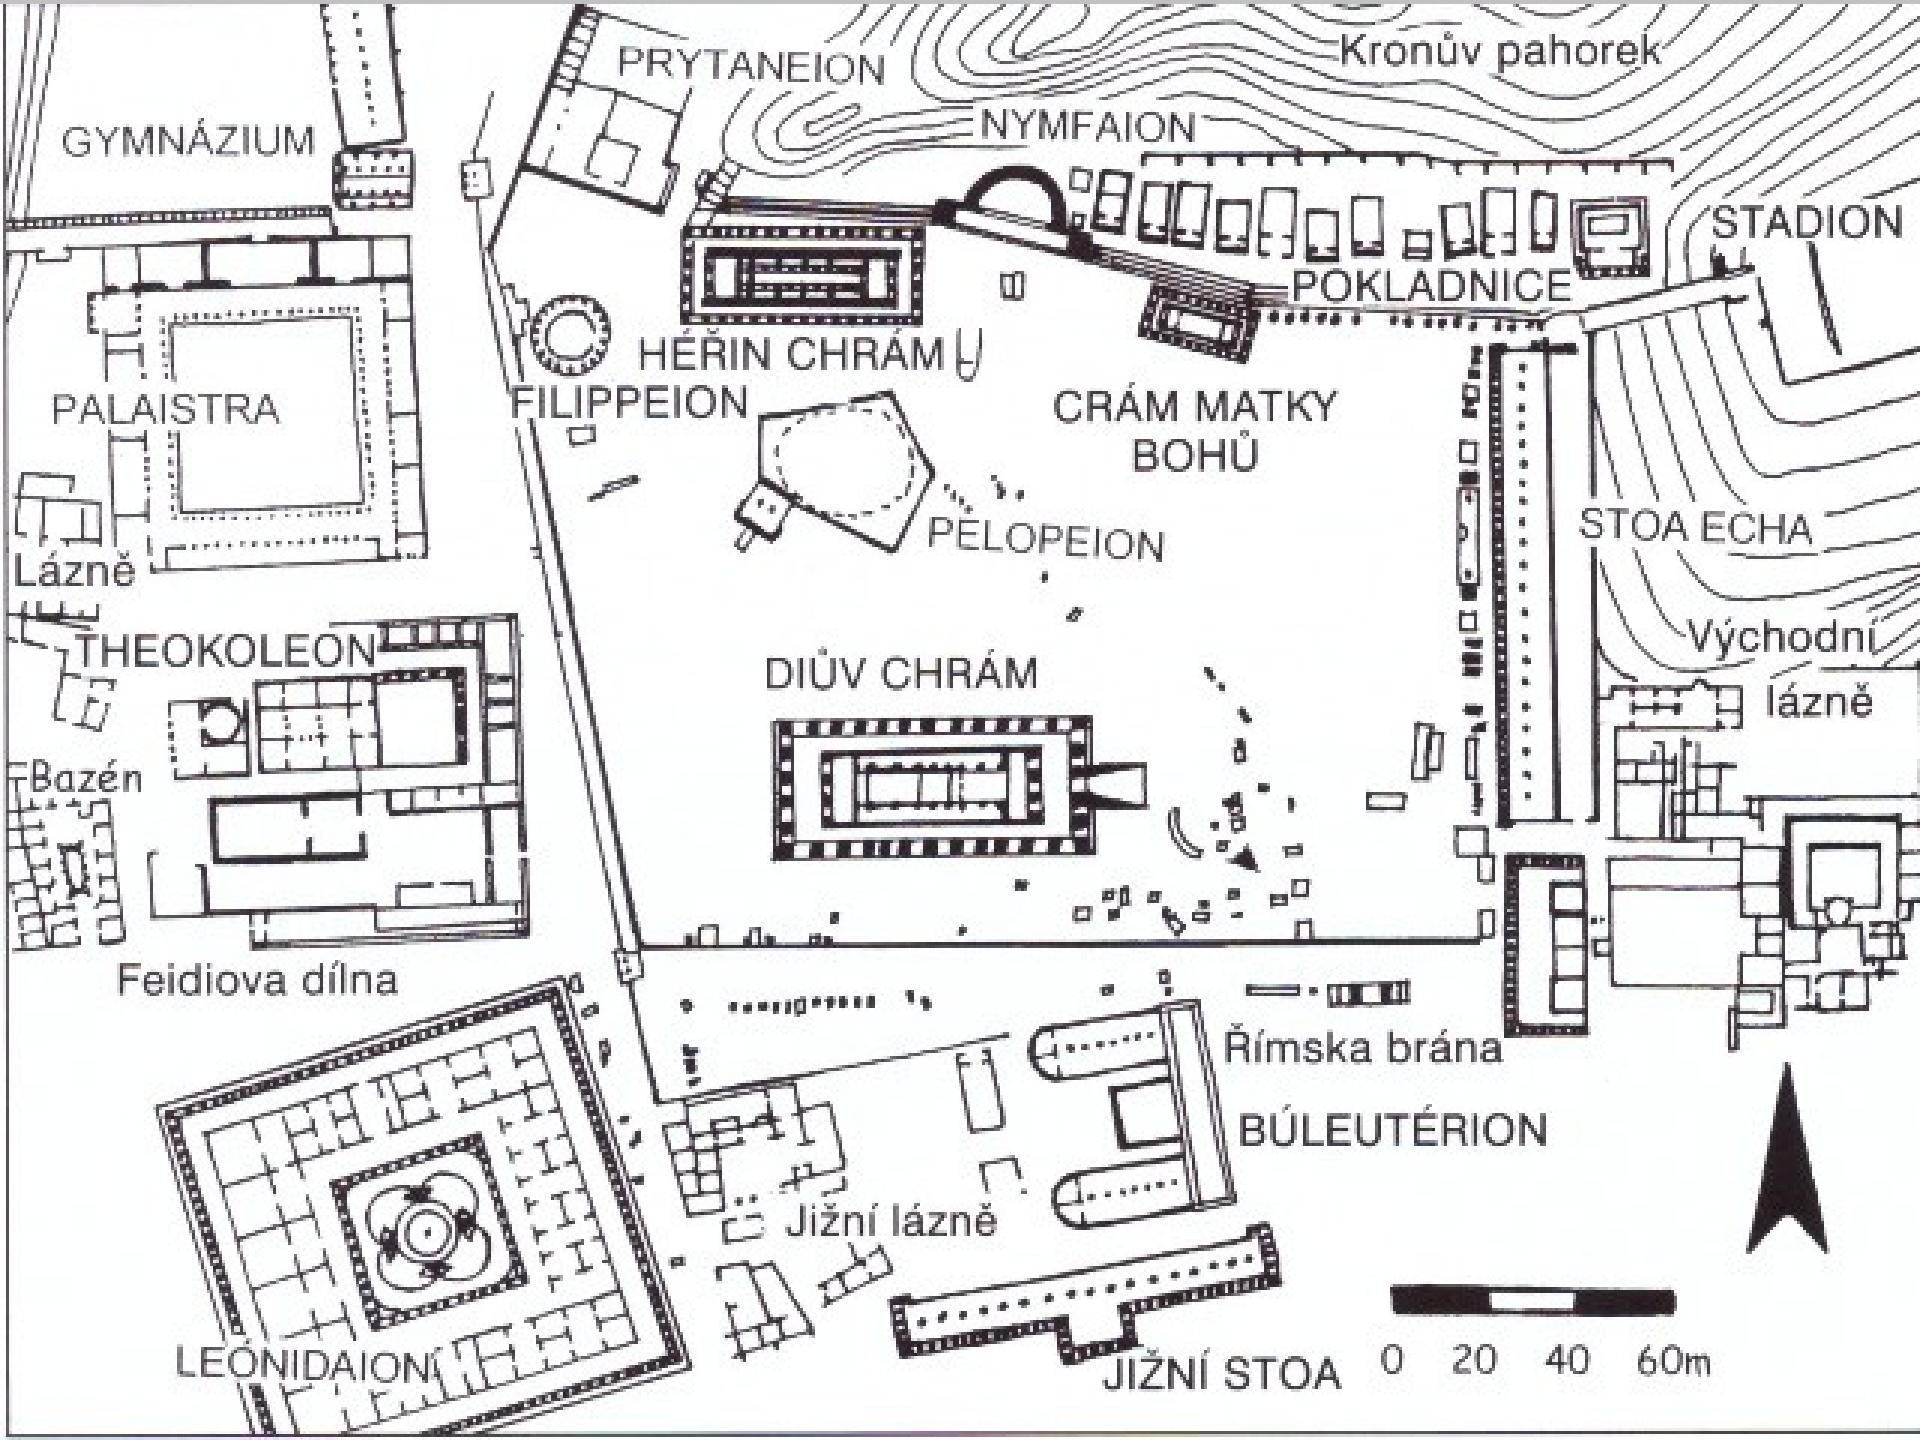 Kronův pahorek
PRYTANEION
NYMFAION
GYMNÁZIUM
STADION
POKLADNICE
HEŘIN CHRÁM
FILIPPEION
PALAISTRA
CRÁM MATKY
BOHŮ
PELOPEION
STOA ECHA
Lázně
THEOKOLEON
DIŮV CHRÁM
Východní
lázně
Bazén
Feidiova dílna
Římska brána
BÚLEUTÉRION
Jižní lázně
LEONIDAION
JIŽNÍ STOA
0 20 40 60m